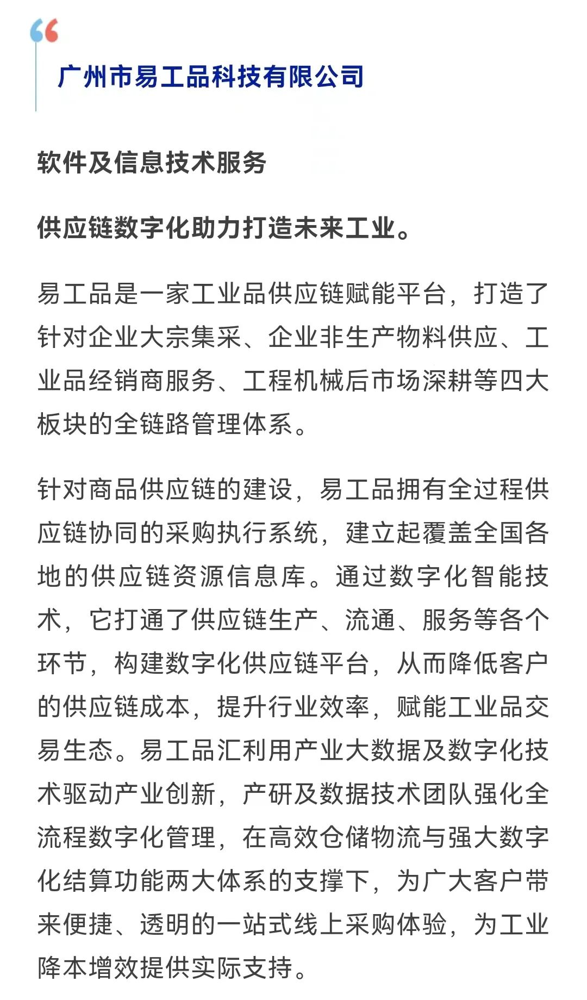 广州市易工品科技有限公司
软件及信息技术服务
供应链数字化助力打造未来工业。
易工品是一家工业品供应链赋能平台，打造了
针对企业大宗集采、企业非生产物料供应、工
业品经销商服务、工程机械后市场深耕等四大
板块的全链路管理体系。
针对商品供应链的建设，易工品拥有全过程供
应链协同的采购执行系统，建立起覆盖全国各
地的供应链资源信息库。通过数字化智能技
术，它打通了供应链生产、流通、服务等各个
环节，构建数字化供应链平台，从而降低客户
的供应链成本，提升行业效率，赋能工业品交
易生态。易工品汇利用产业大数据及数字化技
术驱动产业创新，产研及数据技术团队强化全
流程数字化管理，在高效仓储物流与强大数字
化结算功能两大体系的支撑下，为广大客户带
来便捷、透明的一站式线上采购体验，为工业
降本增效提供实际支持。